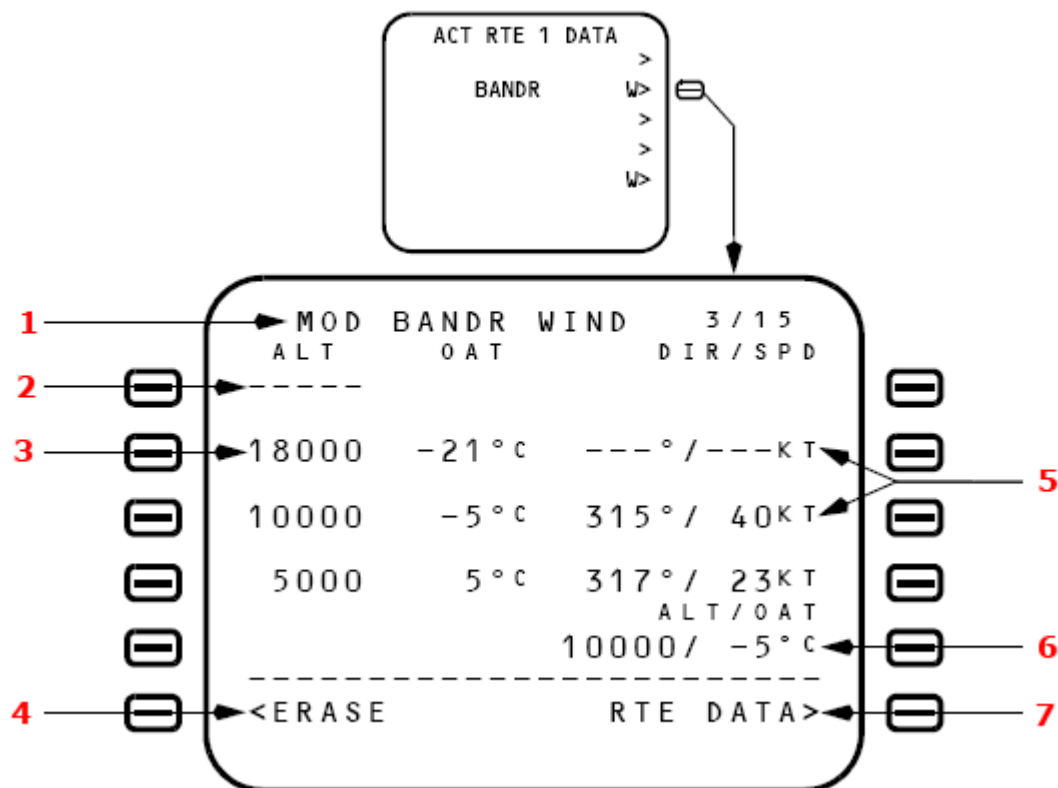 ACT RTE 1 DATA
>
BANDR W>
>
>
W>
1 MOD BANDR WIND 3/15
ALT OAT DIR/SPD
2 -----
3 18000 -21°C ---°/---KT
5
10000 -5°C 315°/ 40KT
5000 5°C 317°/ 23KT
ALT/OAT
10000/ -5°C 6
------------------------
4 <ERASE RTE DATA> 7